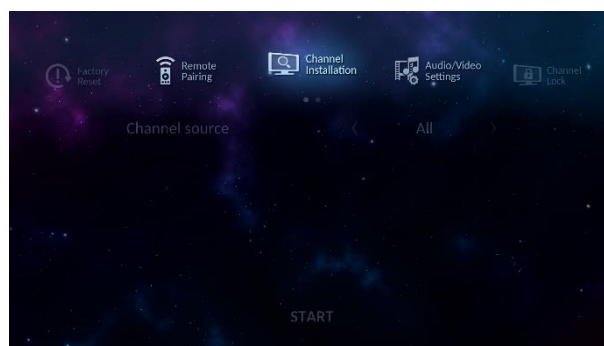 Factory
Reset
Remote
Pairing
Channel
Installation
Audio/Video
Settings
Channel
Lock
Channel source
All
START